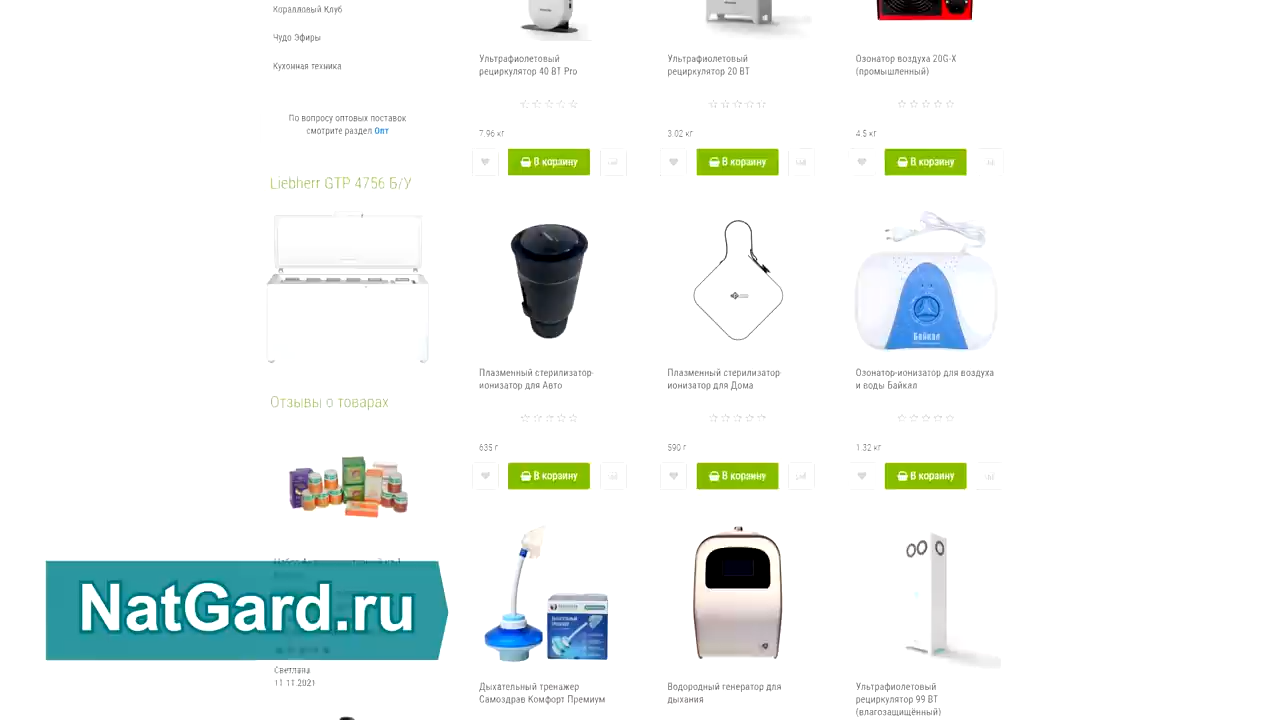 Коралловый Клуб
Чудо Эфиры
Кухонная техника
По вопросу оптовых поставок
смотрите раздел Опт
Liebherr GTP 4756 Б/У
Отзывы о товарах
Светлана
11.11.2021
Ультрафиолетовый
рециркулятор 40 ВТ Pro
7.96 кг
В корзину
Ультрафиолетовый
рециркулятор 20 ВТ
3.02 кг
В корзину
Озонатор воздуха 20G-X
(промышленный)
4.5 кг
В корзину
Плазменный стерилизатор-
ионизатор для Авто
635 г
В корзину
Плазменный стерилизатор
ионизатор для Дома
590 г
В корзину
Байкал
Озонатор-ионизатор для воздуха
и воды Байкал
1.32 кг
В корзину
Дыхательный тренажер
Самоздрав Комфорт Премиум
Водородный генератор для
дыхания
Ультрафиолетовый
рециркулятор 99 ВТ
(влагозащищённый)
NatGard.ru